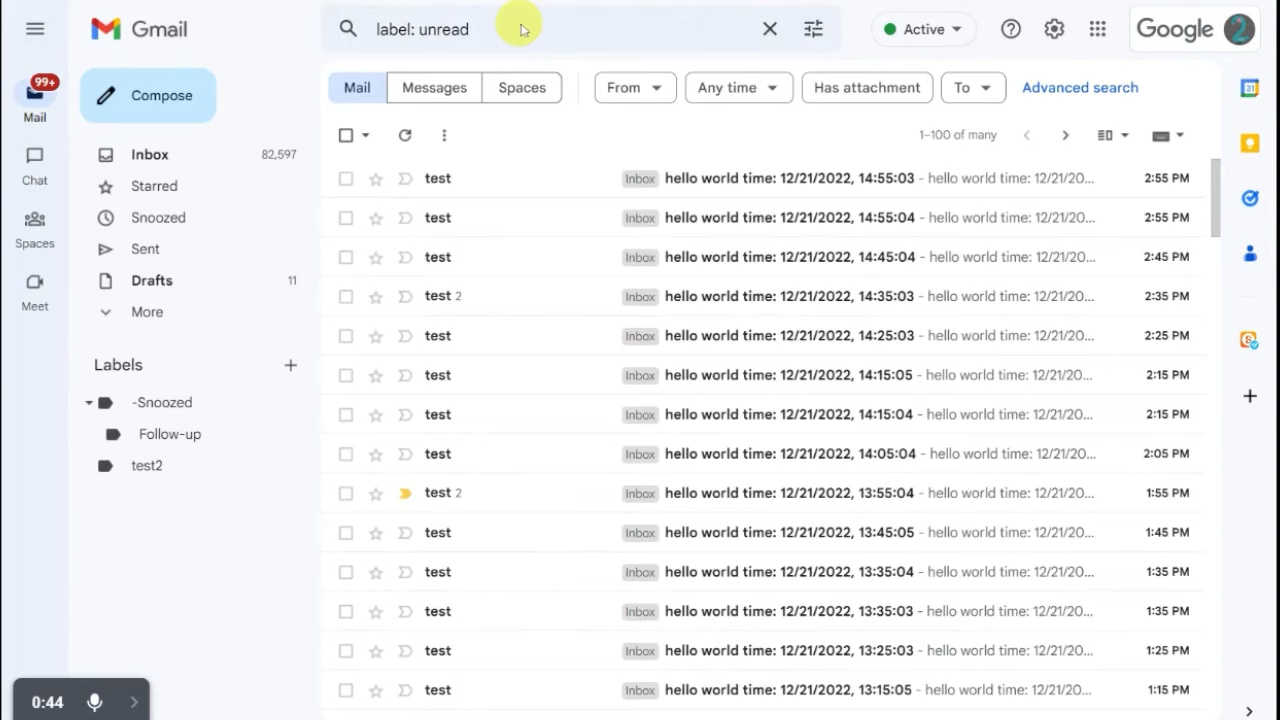 Gmail
label: unread
Active
Google
2
99+
Mail
Chat
Spaces
Meet
Compose
Inbox 82,597
Starred
Snoozed
Sent
Drafts 11
More
Labels
-Snoozed
Follow-up
test2
Mail Messages Spaces From Any time Has attachment To Advanced search
1–100 of many
test Inbox hello world time: 12/21/2022, 14:55:03 - hello world time: 12/21/20... 2:55 PM
test Inbox hello world time: 12/21/2022, 14:55:04 - hello world time: 12/21/20... 2:55 PM
test Inbox hello world time: 12/21/2022, 14:45:04 - hello world time: 12/21/20... 2:45 PM
test 2 Inbox hello world time: 12/21/2022, 14:35:03 - hello world time: 12/21/20... 2:35 PM
test Inbox hello world time: 12/21/2022, 14:25:03 - hello world time: 12/21/20... 2:25 PM
test Inbox hello world time: 12/21/2022, 14:15:05 - hello world time: 12/21/20... 2:15 PM
test Inbox hello world time: 12/21/2022, 14:15:04 - hello world time: 12/21/20... 2:15 PM
test Inbox hello world time: 12/21/2022, 14:05:04 - hello world time: 12/21/20... 2:05 PM
test 2 Inbox hello world time: 12/21/2022, 13:55:04 - hello world time: 12/21/20... 1:55 PM
test Inbox hello world time: 12/21/2022, 13:45:05 - hello world time: 12/21/20... 1:45 PM
test Inbox hello world time: 12/21/2022, 13:35:04 - hello world time: 12/21/20... 1:35 PM
test Inbox hello world time: 12/21/2022, 13:35:03 - hello world time: 12/21/20... 1:35 PM
test Inbox hello world time: 12/21/2022, 13:25:03 - hello world time: 12/21/20... 1:25 PM
test Inbox hello world time: 12/21/2022, 13:15:05 - hello world time: 12/21/20... 1:15 PM
31
S
0:44